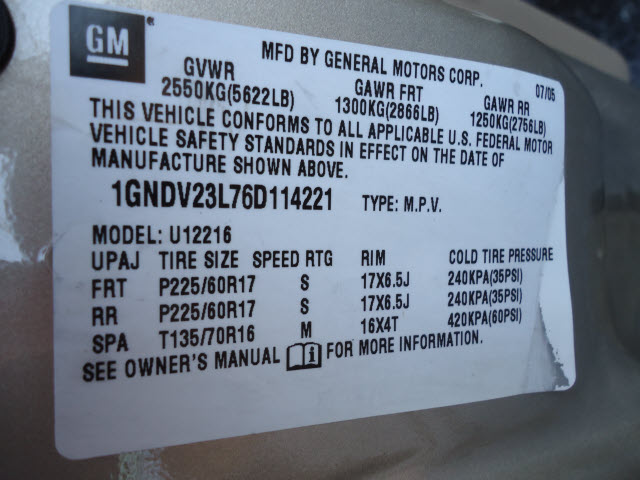 GM
MFD BY GENERAL MOTORS CORP.
07/05
GVWR GAWR FRT GAWR RR
2550KG(5622LB) 1300KG(2866LB) 1250KG(2756LB)
THIS VEHICLE CONFORMS TO ALL APPLICABLE U.S. FEDERAL MOTOR
VEHICLE SAFETY STANDARDS IN EFFECT ON THE DATE OF
MANUFACTURE SHOWN ABOVE.
1GNDV23L76D114221 TYPE: M.P.V.
MODEL: U12216
UPAJ TIRE SIZE SPEED RTG RIM COLD TIRE PRESSURE
FRT P225/60R17 S 17X6.5J 240KPA(35PSI)
RR P225/60R17 S 17X6.5J 240KPA(35PSI)
SPA T135/70R16 M 16X4T 420KPA(60PSI)
SEE OWNER'S MANUAL i FOR MORE INFORMATION.